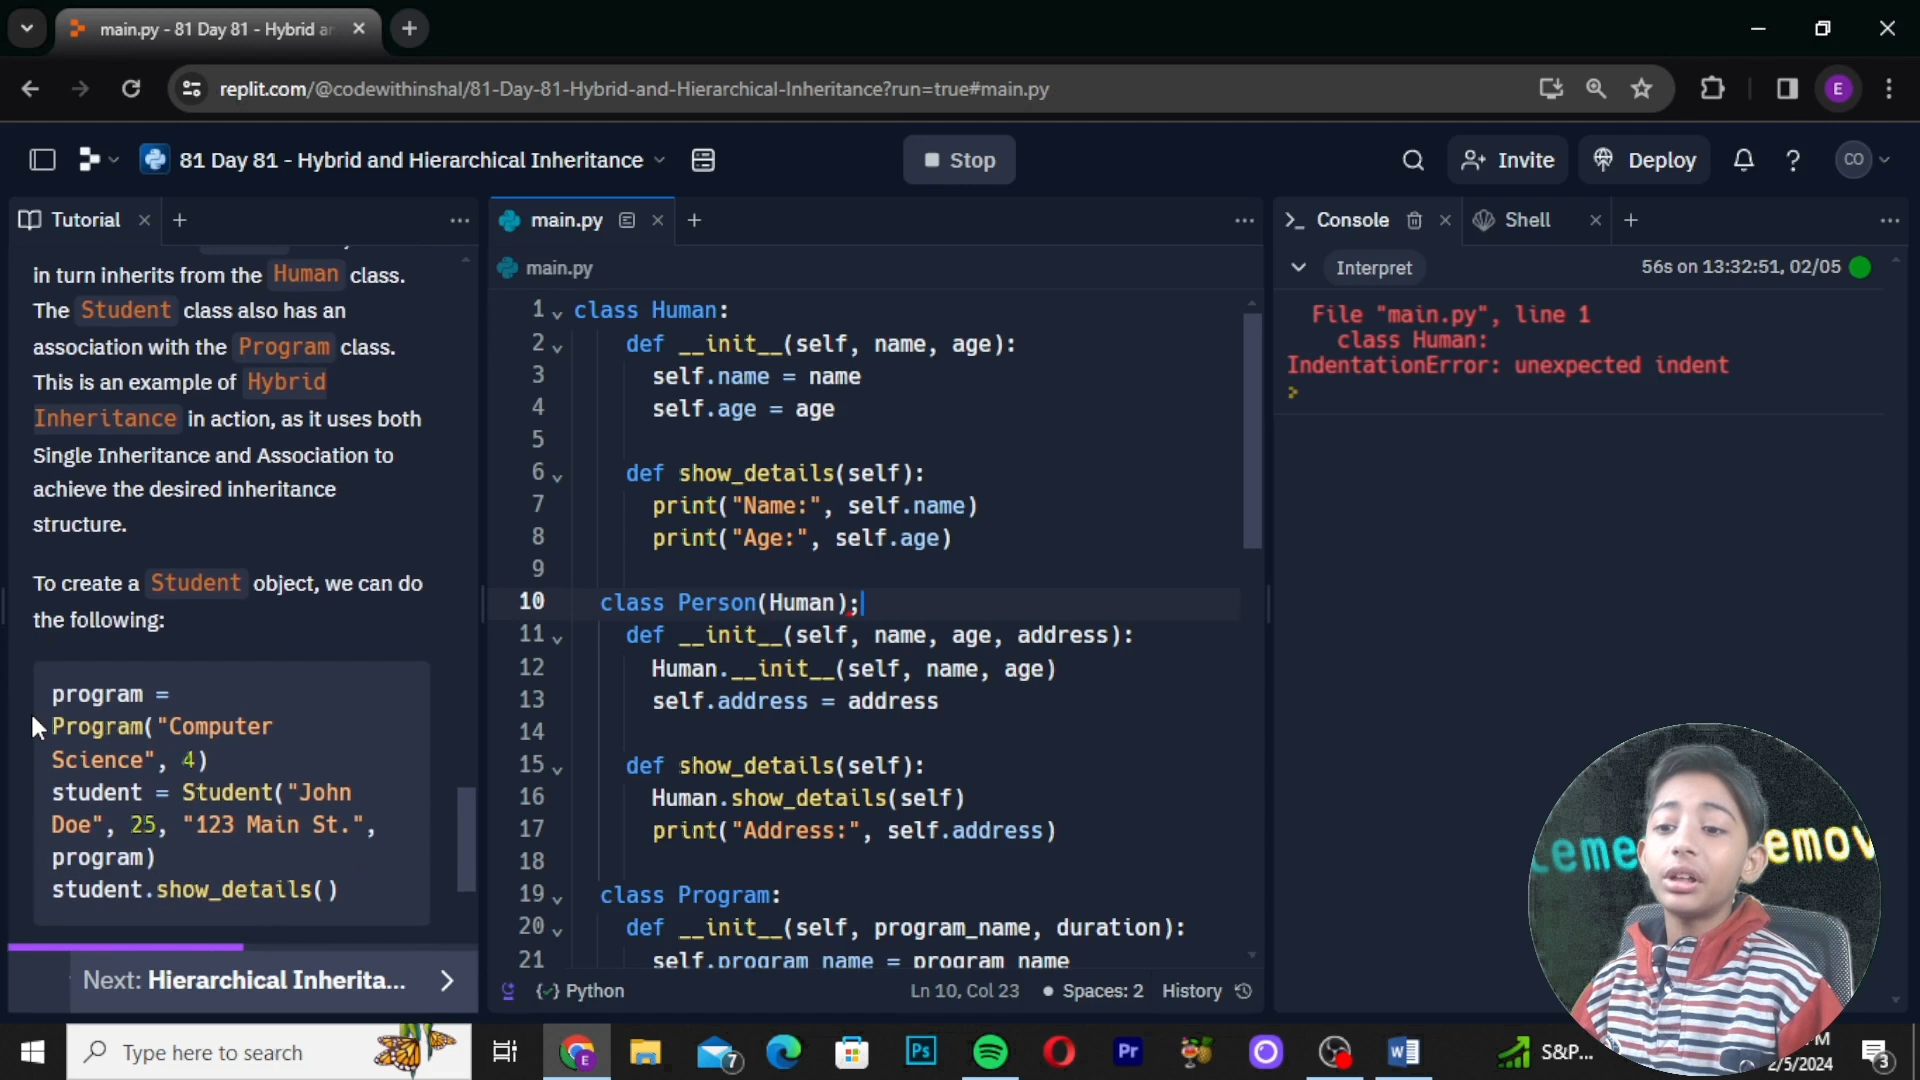 main.py - 81 Day 81 - Hybrid an
replit.com/@codewithinshal/81-Day-81-Hybrid-and-Hierarchical-Inheritance?run=true#main.py
E
81 Day 81 - Hybrid and Hierarchical Inheritance
Stop
Invite
Deploy
CO
Tutorial
in turn inherits from the Human class.
The Student class also has an
association with the Program class.
This is an example of Hybrid
Inheritance in action, as it uses both
Single Inheritance and Association to
achieve the desired inheritance
structure.
To create a Student object, we can do
the following:
program =
Program("Computer
Science", 4)
student = Student("John
Doe", 25, "123 Main St.",
program)
student.show_details()
Next: Hierarchical Inherita...
main.py
main.py
1 class Human:
2 def __init__(self, name, age):
3 self.name = name
4 self.age = age
5
6 def show_details(self):
7 print("Name:", self.name)
8 print("Age:", self.age)
9
10 class Person(Human);
11 def __init__(self, name, age, address):
12 Human.__init__(self, name, age)
13 self.address = address
14
15 def show_details(self):
16 Human.show_details(self)
17 print("Address:", self.address)
18
19 class Program:
20 def __init__(self, program_name, duration):
21 self.program_name = program_name
Python
Ln 10, Col 23
Spaces: 2
History
Console
Shell
Interpret
56s on 13:32:51, 02/05
File "main.py", line 1
class Human:
IndentationError: unexpected indent
>
emov
Type here to search
7
Ps
Pr
S&P...
2/5/2024
3